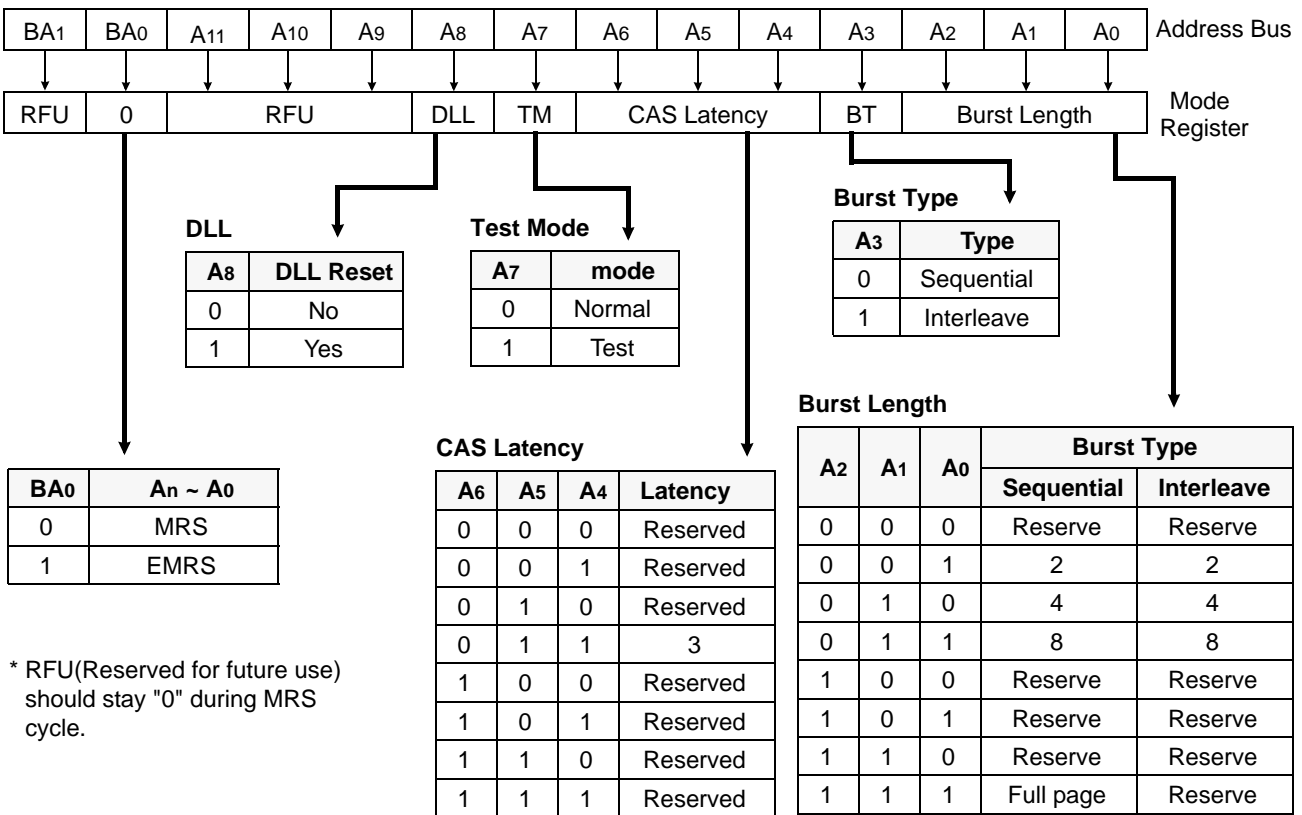 BA1 BA0 A11 A10 A9 A8 A7 A6 A5 A4 A3 A2 A1 A0 Address Bus
RFU 0 RFU DLL TM CAS Latency BT Burst Length Mode Register
DLL
A8 DLL Reset
0 No
1 Yes
Test Mode
A7 mode
0 Normal
1 Test
Burst Type
A3 Type
0 Sequential
1 Interleave
BA0 An ~ A0
0 MRS
1 EMRS
* RFU(Reserved for future use)
should stay "0" during MRS
cycle.
CAS Latency
A6 A5 A4 Latency
0 0 0 Reserved
0 0 1 Reserved
0 1 0 Reserved
0 1 1 3
1 0 0 Reserved
1 0 1 Reserved
1 1 0 Reserved
1 1 1 Reserved
Burst Length
A2 A1 A0 Burst Type
Sequential Interleave
0 0 0 Reserve Reserve
0 0 1 2 2
0 1 0 4 4
0 1 1 8 8
1 0 0 Reserve Reserve
1 0 1 Reserve Reserve
1 1 0 Reserve Reserve
1 1 1 Full page Reserve